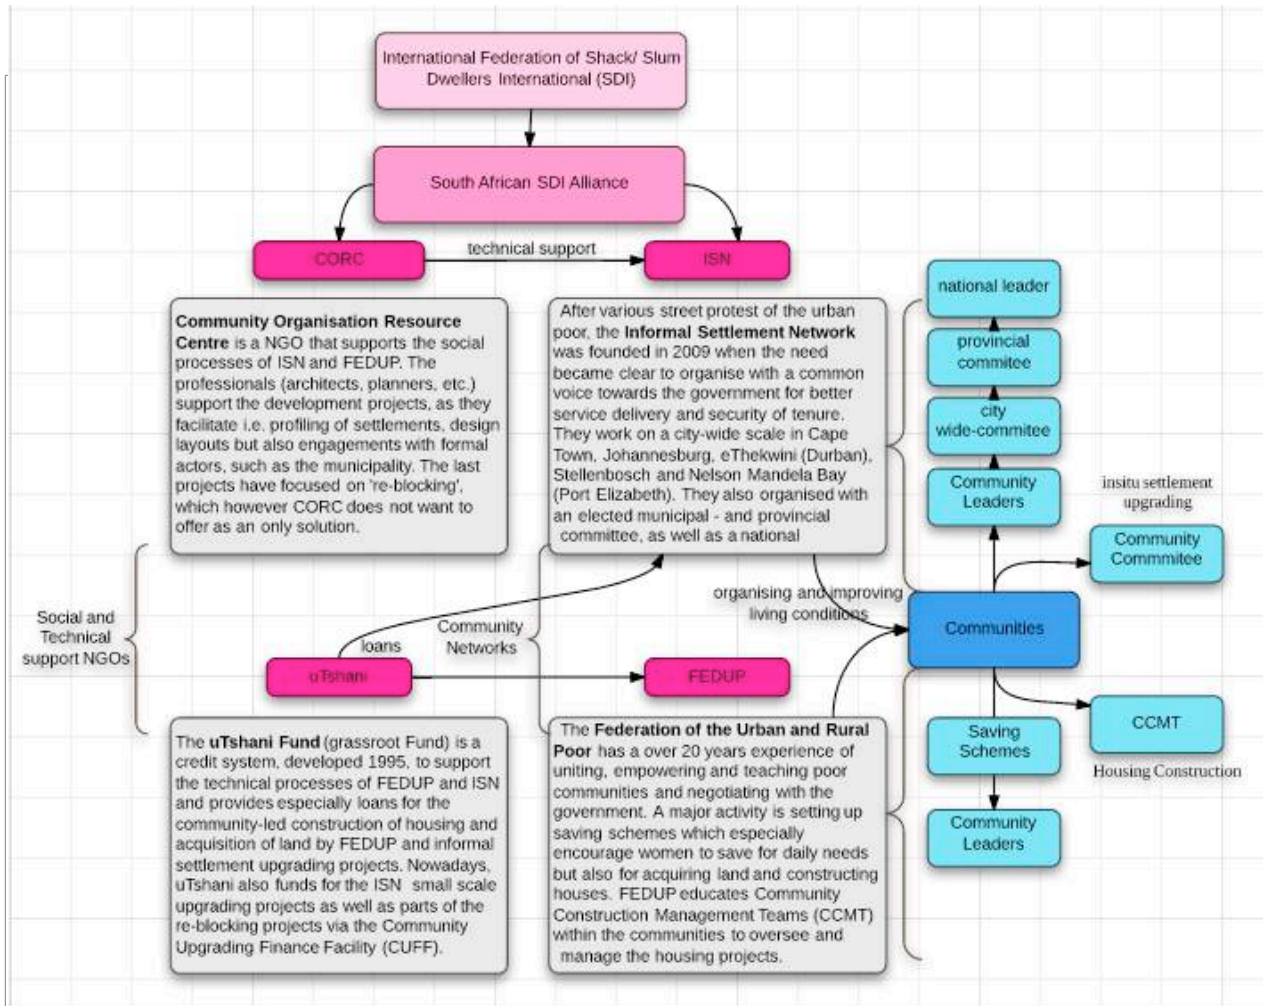 International Federation of Shack/ Slum
Dwellers International (SDI)
South African SDI Alliance
CORC
technical support
ISN
Community Organisation Resource
Centre is a NGO that supports the social
processes of ISN and FEDUP. The
professionals (architects, planners, etc.)
support the development projects, as they
facilitate i.e. profiling of settlements, design
layouts but also engagements with formal
actors, such as the municipality. The last
projects have focused on 're-blocking',
which however CORC does not want to
offer as an only solution.
After various street protest of the urban
poor, the Informal Settlement Network
was founded in 2009 when the need
became clear to organise with a common
voice towards the government for better
service delivery and security of tenure.
They work on a city-wide scale in Cape
Town, Johannesburg, eThekwini (Durban),
Stellenbosch and Nelson Mandela Bay
(Port Elizabeth). They also organised with
an elected municipal - and provincial
committee, as well as a national
national leader
provincial
commitee
city
wide-commitee
Community
Leaders
insitu settlement
upgrading
Community
Commmitee
organising and improving
living conditions
Communities
Social and
Technical
support NGOs
loans
Community
Networks
uTshani
FEDUP
The uTshani Fund (grassroot Fund) is a
credit system, developed 1995, to support
the technical processes of FEDUP and ISN
and provides especially loans for the
community-led construction of housing and
acquisition of land by FEDUP and informal
settlement upgrading projects. Nowadays,
uTshani also funds for the ISN small scale
upgrading projects as well as parts of the
re-blocking projects via the Community
Upgrading Finance Facility (CUFF).
The Federation of the Urban and Rural
Poor has a over 20 years experience of
uniting, empowering and teaching poor
communities and negotiating with the
government. A major activity is setting up
saving schemes which especially
encourage women to save for daily needs
but also for acquiring land and constructing
houses. FEDUP educates Community
Construction Management Teams (CCMT)
within the communities to oversee and
manage the housing projects.
Saving
Schemes
CCMT
Housing Construction
Community
Leaders